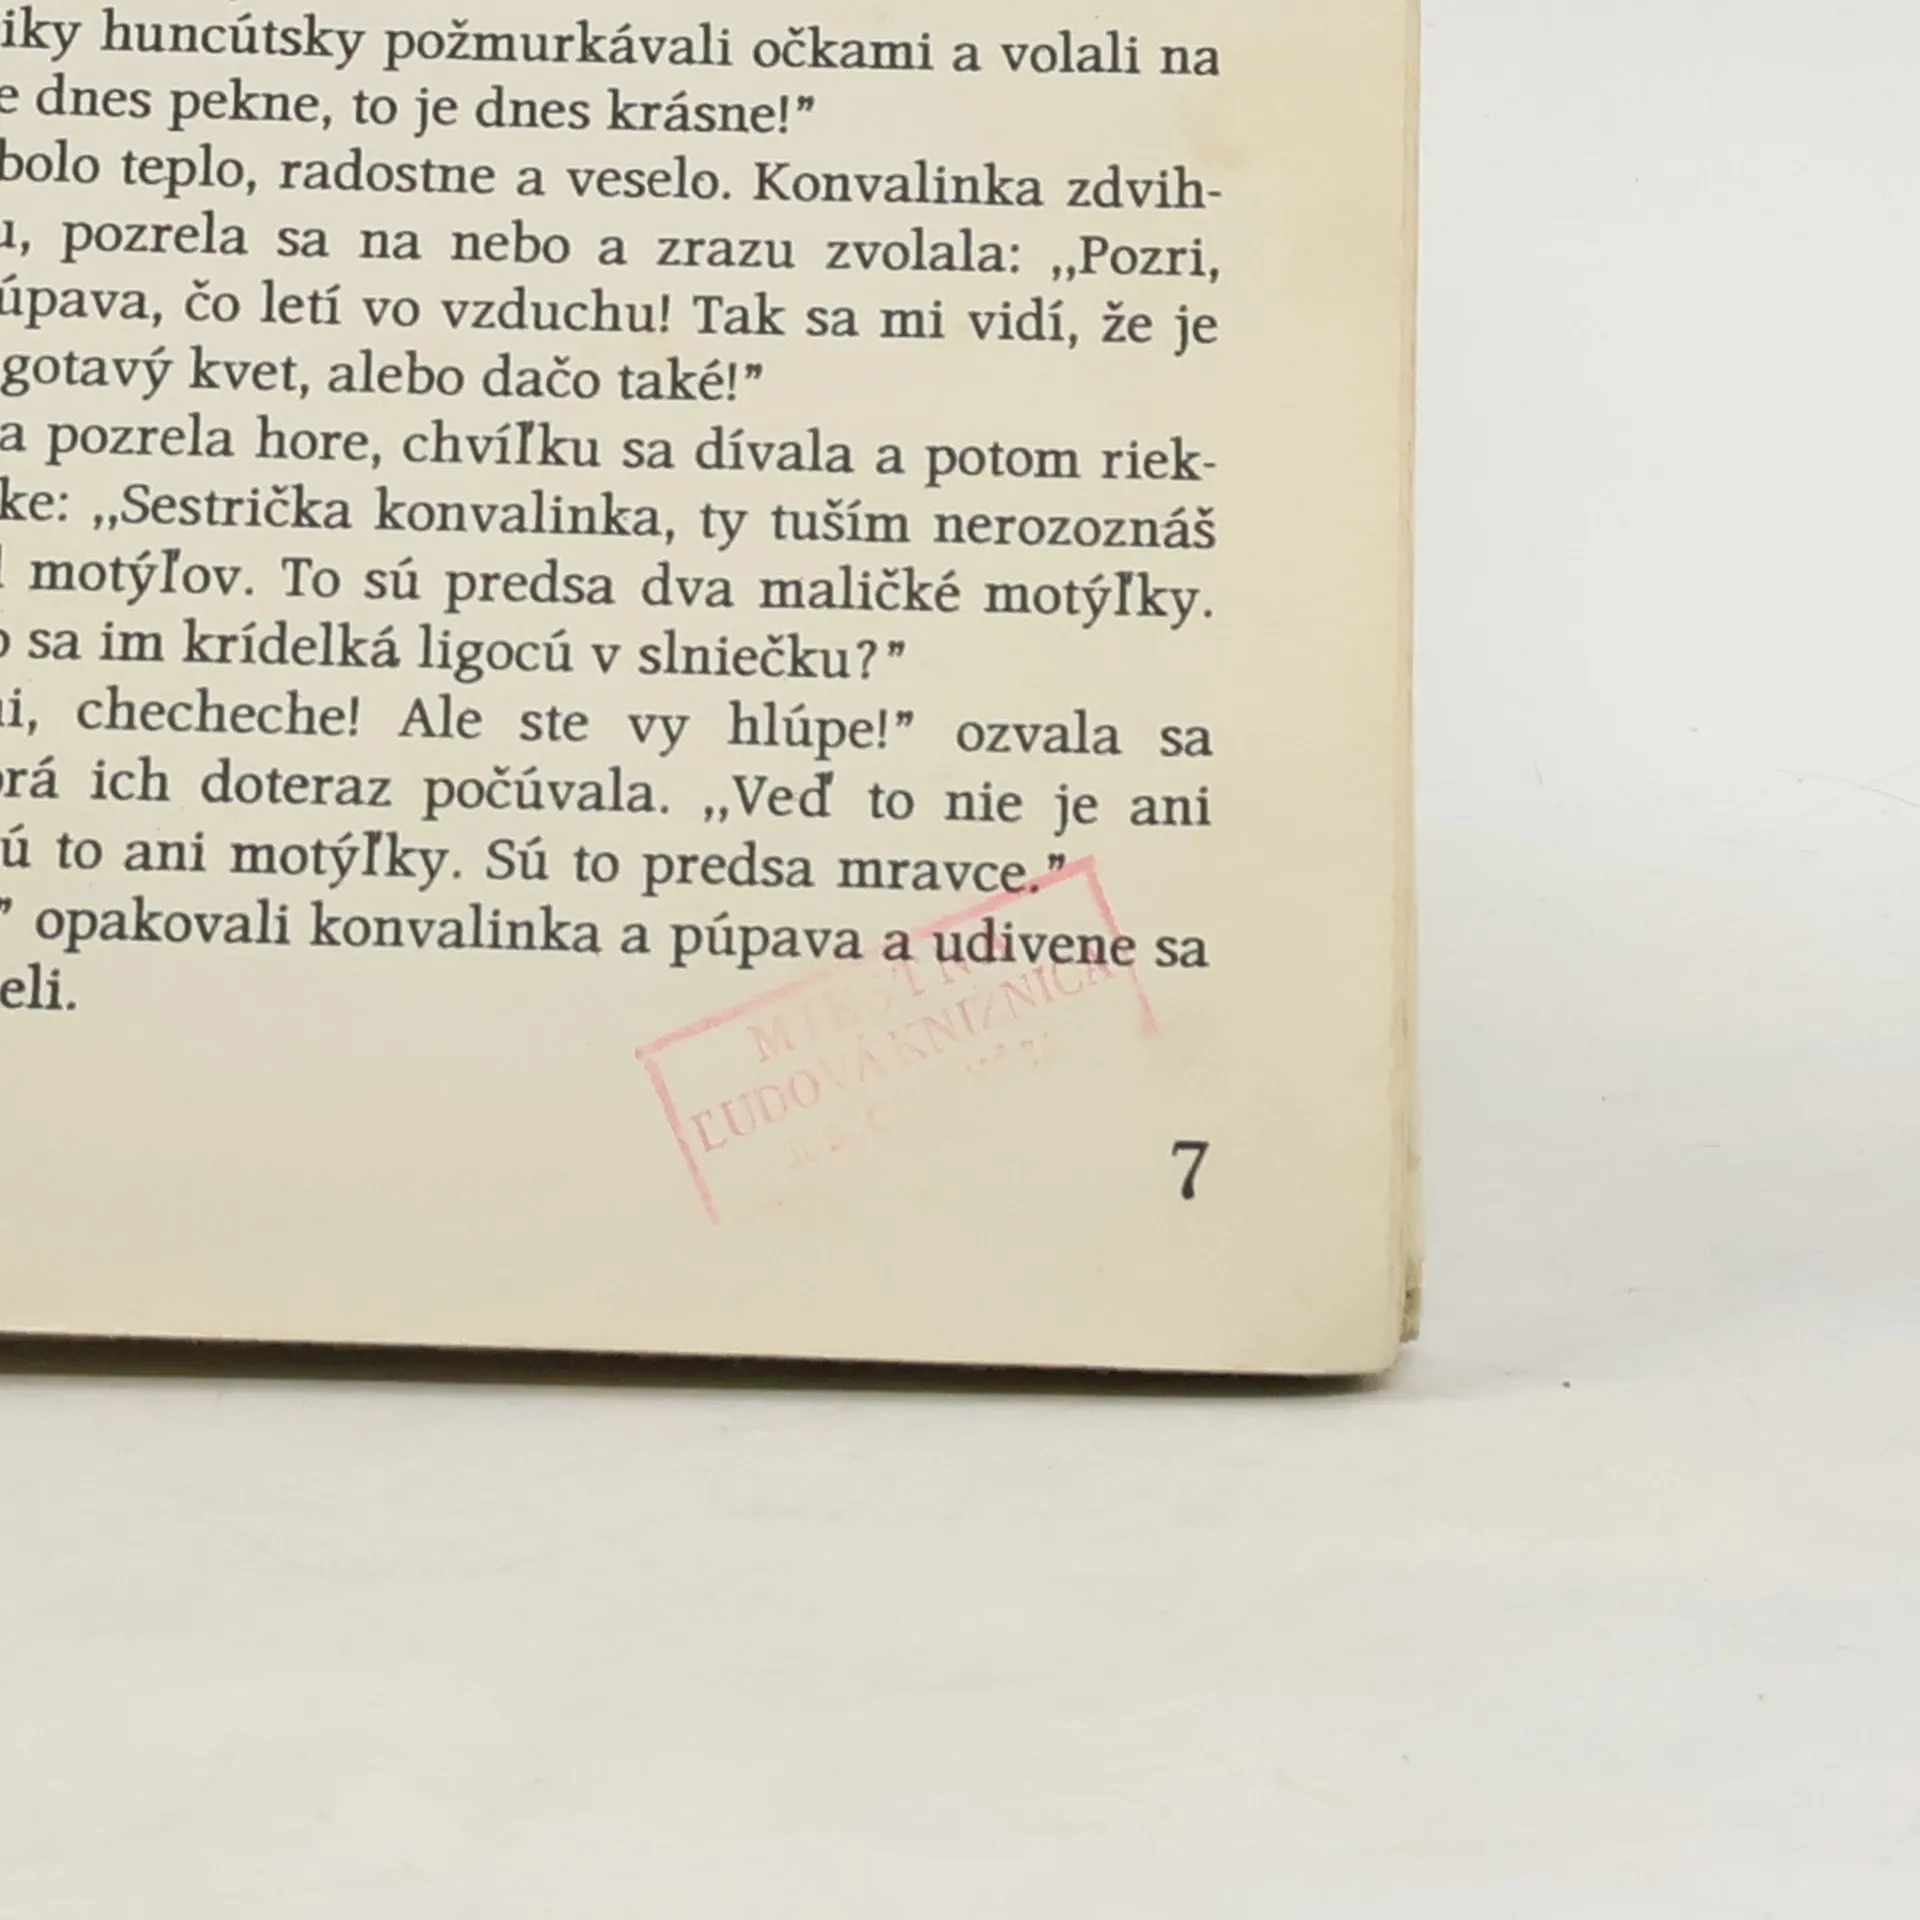 iky huncútsky požmurkávali očkami a volali na
e dnes pekne, to je dnes krásne!”
bolo teplo, radostne a veselo. Konvalinka zdvih-
u, pozrela sa na nebo a zrazu zvolala: „Pozri,
úpava, čo letí vo vzduchu! Tak sa mi vidí, že je
gotavý kvet, alebo dačo také!”
a pozrela hore, chvíľku sa dívala a potom riek-
ke: „Sestrička konvalinka, ty tuším nerozoznáš
motýľov. To sú predsa dva maličké motýľky.
o sa im krídelká ligocú v slniečku?”
i, checheche! Ale ste vy hlúpe!” ozvala sa
orá ich doteraz počúvala. „Veď to nie je ani
ú to ani motýľky. Sú to predsa mravce.”
” opakovali konvalinka a púpava a udivene sa
eli.
MIESTNA
ĽUDOVÁ KNIŽNICA
7